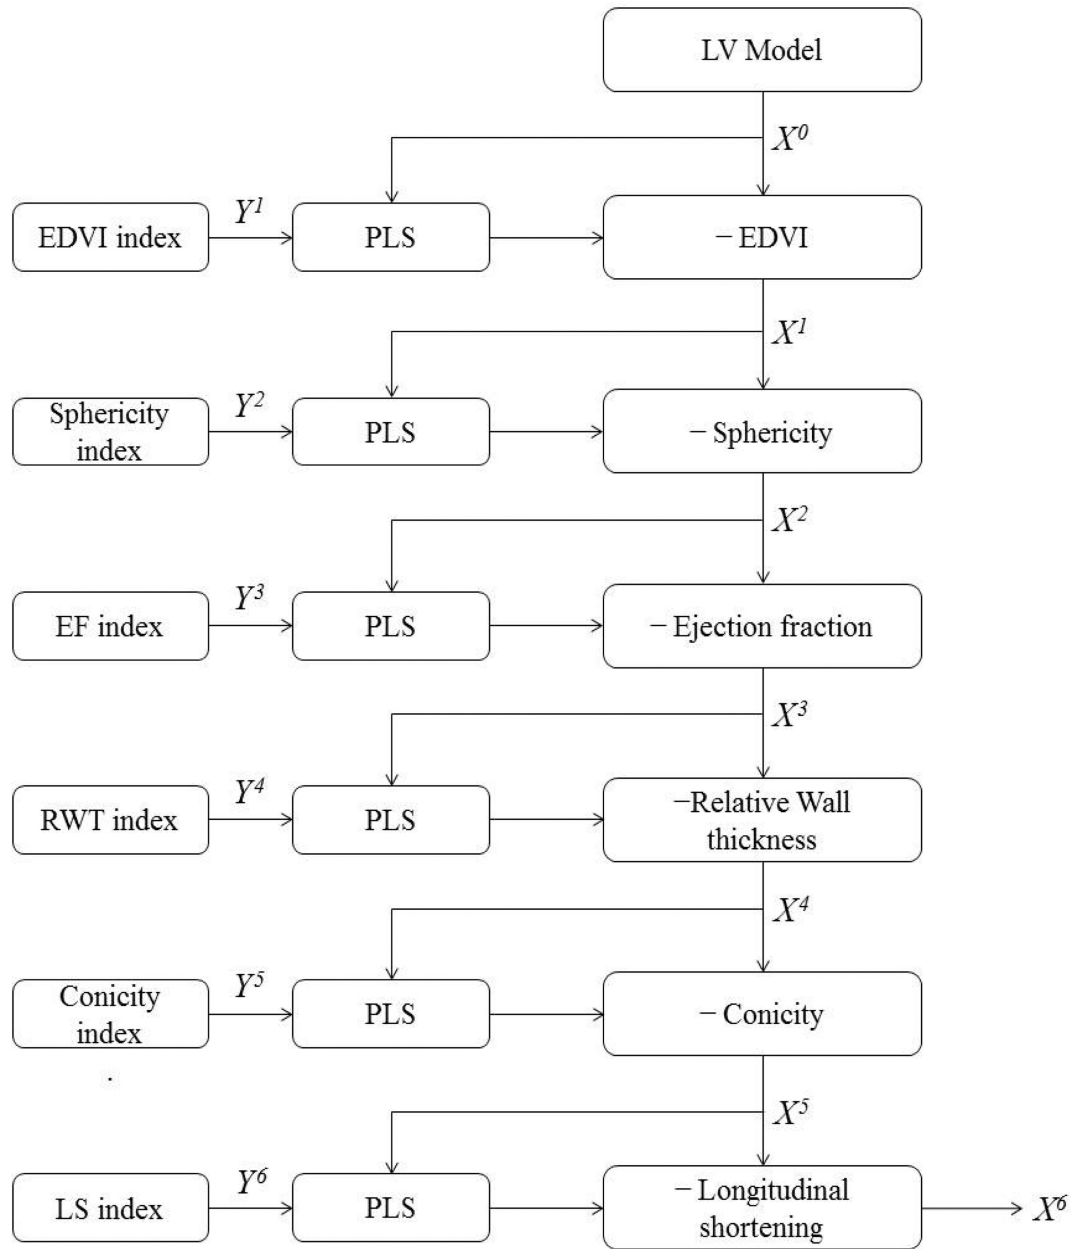 LV Model
X⁰
Y¹
EDVI index
PLS
− EDVI
X¹
Y²
Sphericity
index
PLS
− Sphericity
X²
Y³
EF index
PLS
− Ejection fraction
X³
Y⁴
RWT index
PLS
−Relative Wall
thickness
X⁴
Y⁵
Conicity
index
PLS
− Conicity
.
X⁵
Y⁶
LS index
PLS
− Longitudinal
shortening
X⁶